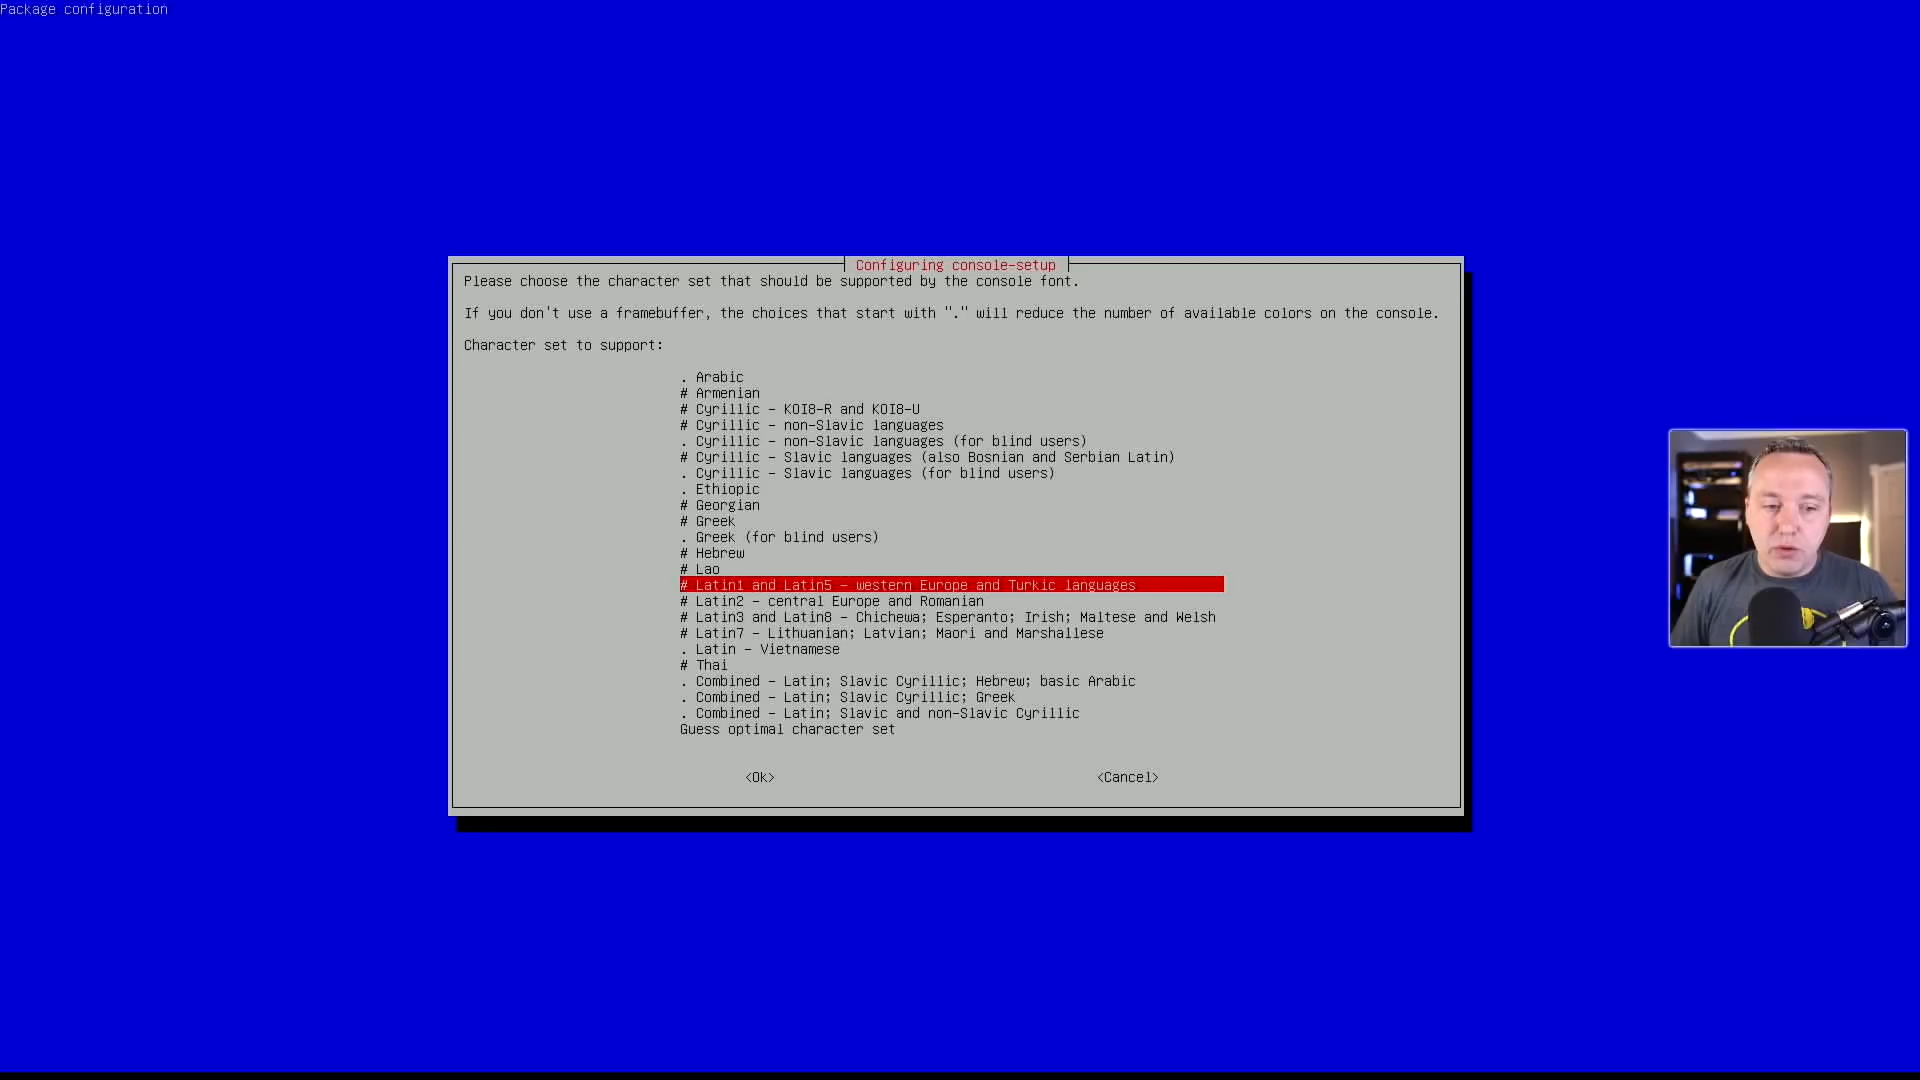 Package configuration
Configuring console-setup
Please choose the character set that should be supported by the console font.
If you don't use a framebuffer, the choices that start with "." will reduce the number of available colors on the console.
Character set to support:
. Arabic
# Armenian
# Cyrillic - KOI8-R and KOI8-U
# Cyrillic - non-Slavic languages
. Cyrillic - non-Slavic languages (for blind users)
# Cyrillic - Slavic languages (also Bosnian and Serbian Latin)
. Cyrillic - Slavic languages (for blind users)
. Ethiopic
# Georgian
# Greek
. Greek (for blind users)
# Hebrew
# Lao
# Latin1 and Latin5 - western Europe and Turkic languages
# Latin2 - central Europe and Romanian
# Latin3 and Latin8 - Chichewa; Esperanto; Irish; Maltese and Welsh
# Latin7 - Lithuanian; Latvian; Maori and Marshallese
. Latin - Vietnamese
# Thai
. Combined - Latin; Slavic Cyrillic; Hebrew; basic Arabic
. Combined - Latin; Slavic Cyrillic; Greek
. Combined - Latin; Slavic and non-Slavic Cyrillic
Guess optimal character set
<Ok> <Cancel>